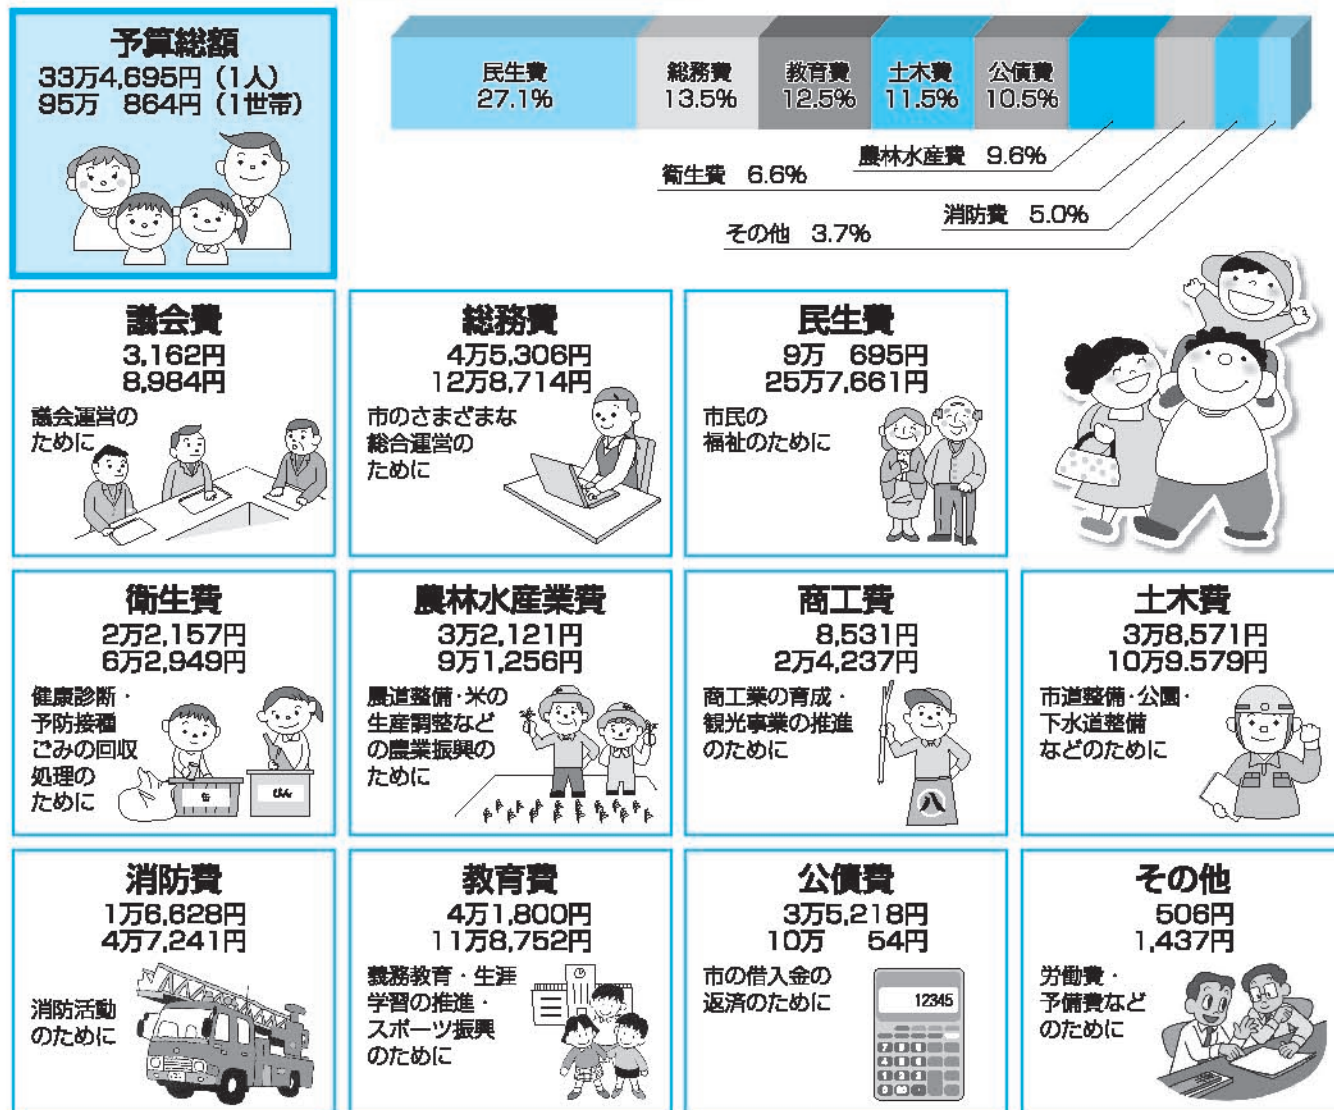 予算総額
33万4,695円（1人）
95万　864円（1世帯）
民生費
27.1%
総務費
13.5%
教育費
12.5%
土木費
11.5%
公債費
10.5%
農林水産費　9.6%
衛生費　6.6%
消防費　5.0%
その他　3.7%
議会費
3,162円
8,984円
議会運営の
ために
総務費
4万5,306円
12万8,714円
市のさまざまな
総合運営の
ために
民生費
9万　695円
25万7,661円
市民の
福祉のために
衛生費
2万2,157円
6万2,949円
健康診断・
予防接種
ごみの回収
処理の
ために
缶
びん
農林水産業費
3万2,121円
9万1,256円
農道整備・米の
生産調整など
の農業振興の
ために
商工費
8,531円
2万4,237円
商工業の育成・
観光事業の推進
のために
八
土木費
3万8,571円
10万9.579円
市道整備・公園・
下水道整備
などのために
消防費
1万6,628円
4万7,241円
消防活動
のために
教育費
4万1,800円
11万8,752円
義務教育・生涯
学習の推進・
スポーツ振興
のために
公債費
3万5,218円
10万　54円
市の借入金の
返済のために
12345
7 8 9
4 5 6
1 2 3
0
その他
506円
1,437円
労働費・
予備費など
のために